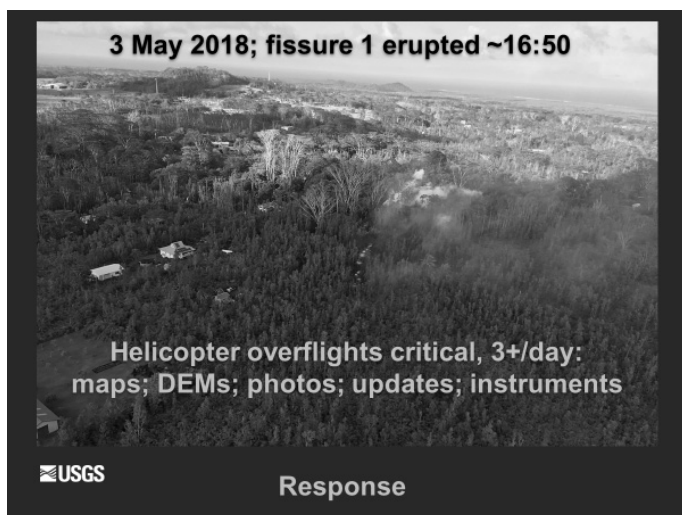 3 May 2018; fissure 1 erupted ~16:50
Helicopter overflights critical, 3+/day:
maps; DEMs; photos; updates; instruments
USGS
Response